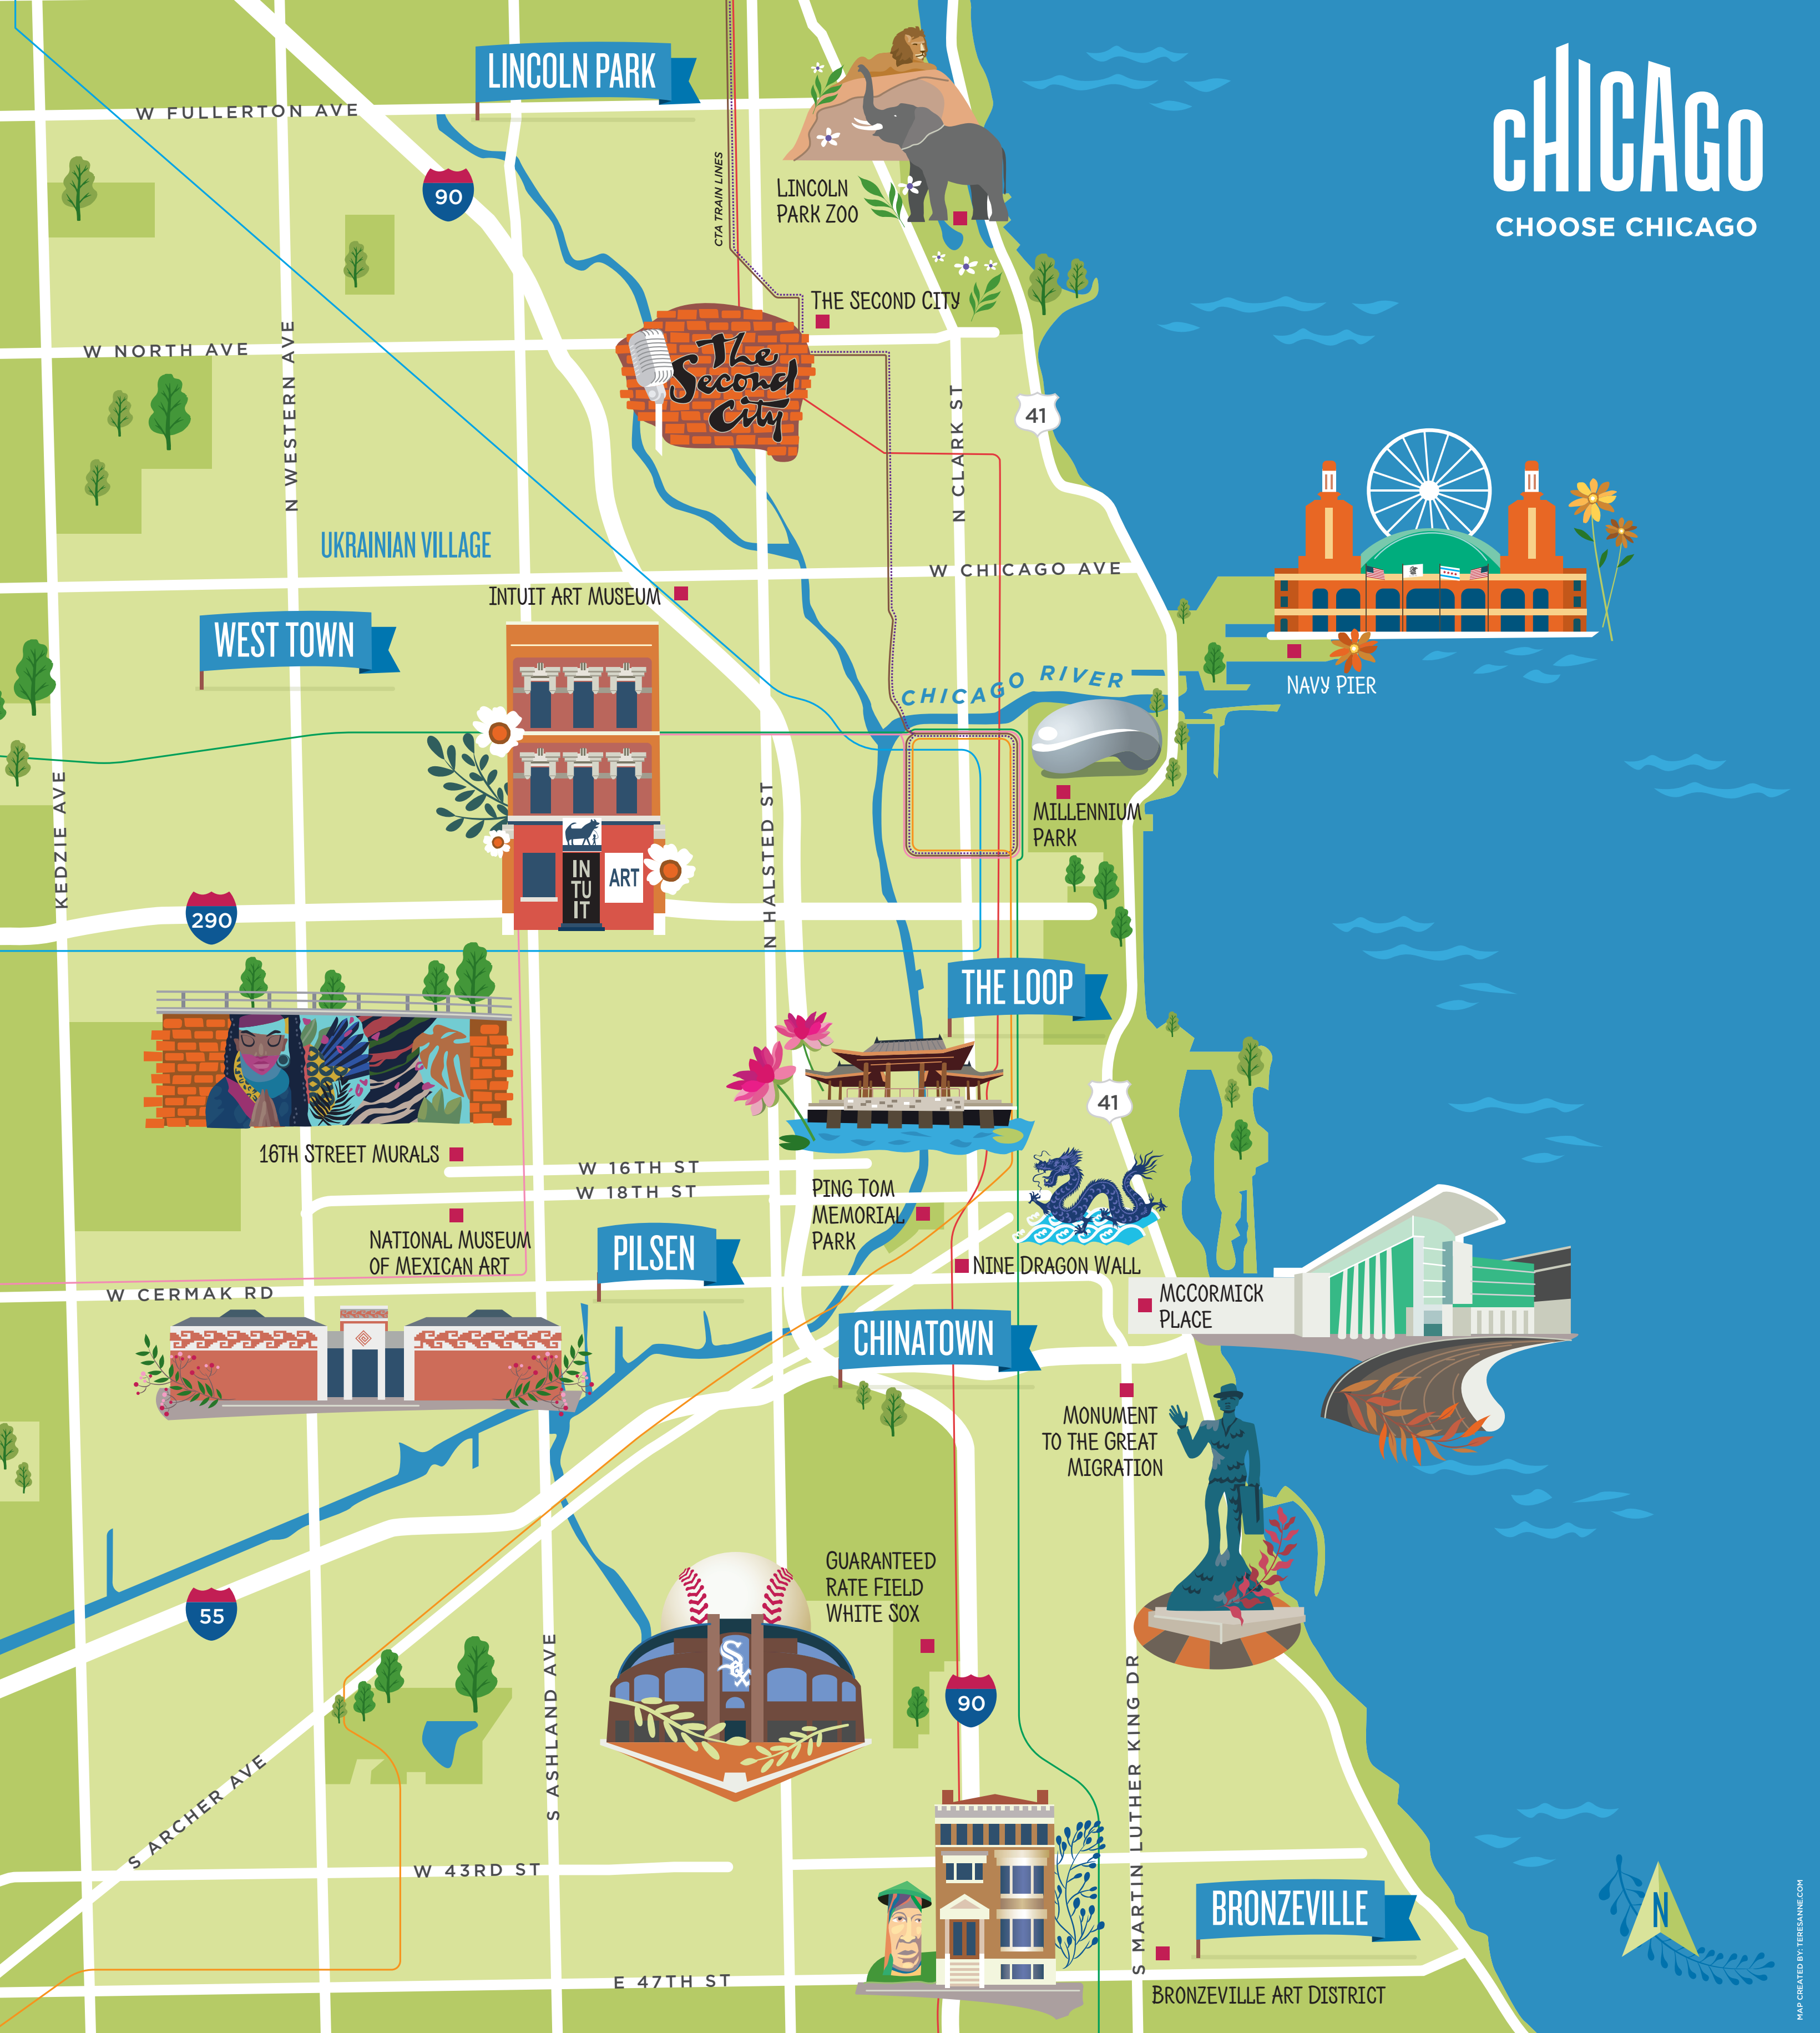 CHICAGO
CHOOSE CHICAGO
LINCOLN PARK
W FULLERTON AVE
90
CTA TRAIN LINES
LINCOLN
PARK ZOO
THE SECOND CITY
W NORTH AVE
N WESTERN AVE
The
Second
City
N CLARK ST
41
UKRAINIAN VILLAGE
W CHICAGO AVE
INTUIT ART MUSEUM
WEST TOWN
CHICAGO RIVER
NAVY PIER
MILLENNIUM
PARK
KEDZIE AVE
N HALSTED ST
IN
TU
IT
ART
290
THE LOOP
41
16TH STREET MURALS
W 16TH ST
W 18TH ST
PING TOM
MEMORIAL
PARK
NATIONAL MUSEUM
OF MEXICAN ART
PILSEN
NINE DRAGON WALL
W CERMAK RD
MCCORMICK
PLACE
CHINATOWN
MONUMENT
TO THE GREAT
MIGRATION
GUARANTEED
RATE FIELD
WHITE SOX
Sox
55
90
S ASHLAND AVE
S MARTIN LUTHER KING DR
S ARCHER AVE
W 43RD ST
BRONZEVILLE
N
E 47TH ST
BRONZEVILLE ART DISTRICT
MAP CREATED BY: TERESANNE.COM